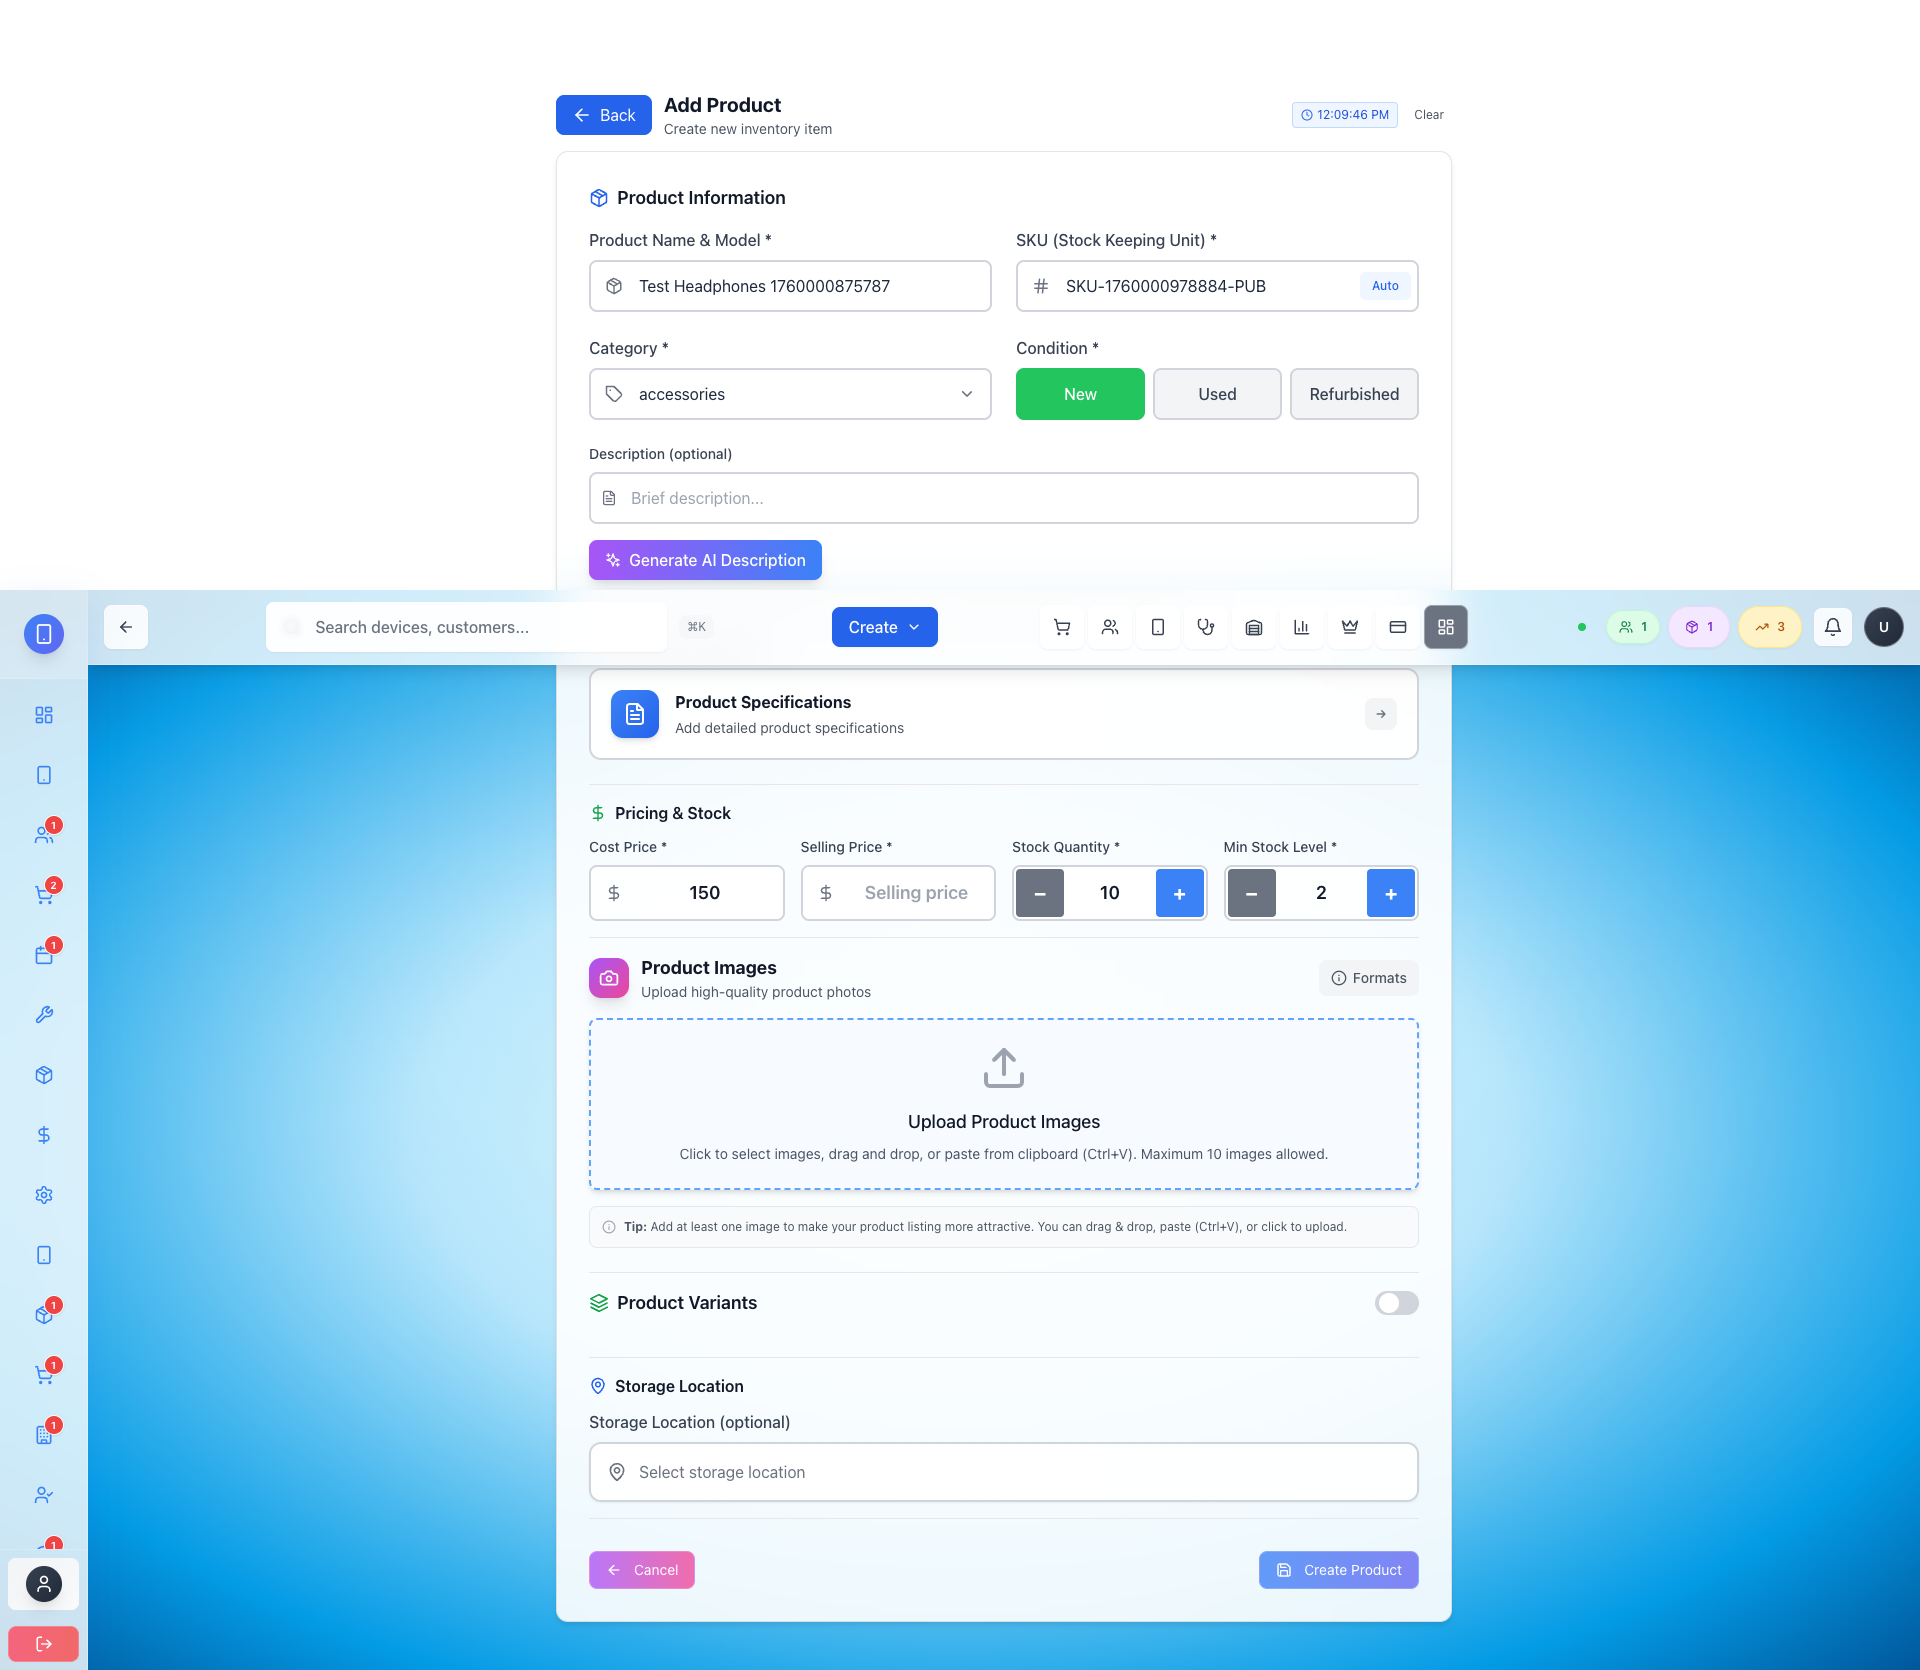 Back
Add Product
Create new inventory item
12:09:46 PM
Clear
Product Information
Product Name & Model *
SKU (Stock Keeping Unit) *
Test Headphones 1760000875787
SKU-1760000978884-PUB
Auto
Category *
Condition *
accessories
New
Used
Refurbished
Description (optional)
Brief description...
Generate AI Description
Search devices, customers...
⌘K
Create
1
1
3
U
Product Specifications
Add detailed product specifications
Pricing & Stock
Cost Price *
Selling Price *
Stock Quantity *
Min Stock Level *
150
Selling price
−
10
+
−
2
+
1
2
1
Product Images
Upload high-quality product photos
Formats
Upload Product Images
Click to select images, drag and drop, or paste from clipboard (Ctrl+V). Maximum 10 images allowed.
Tip: Add at least one image to make your product listing more attractive. You can drag & drop, paste (Ctrl+V), or click to upload.
Product Variants
1
1
1
1
Storage Location
Storage Location (optional)
Select storage location
Cancel
Create Product